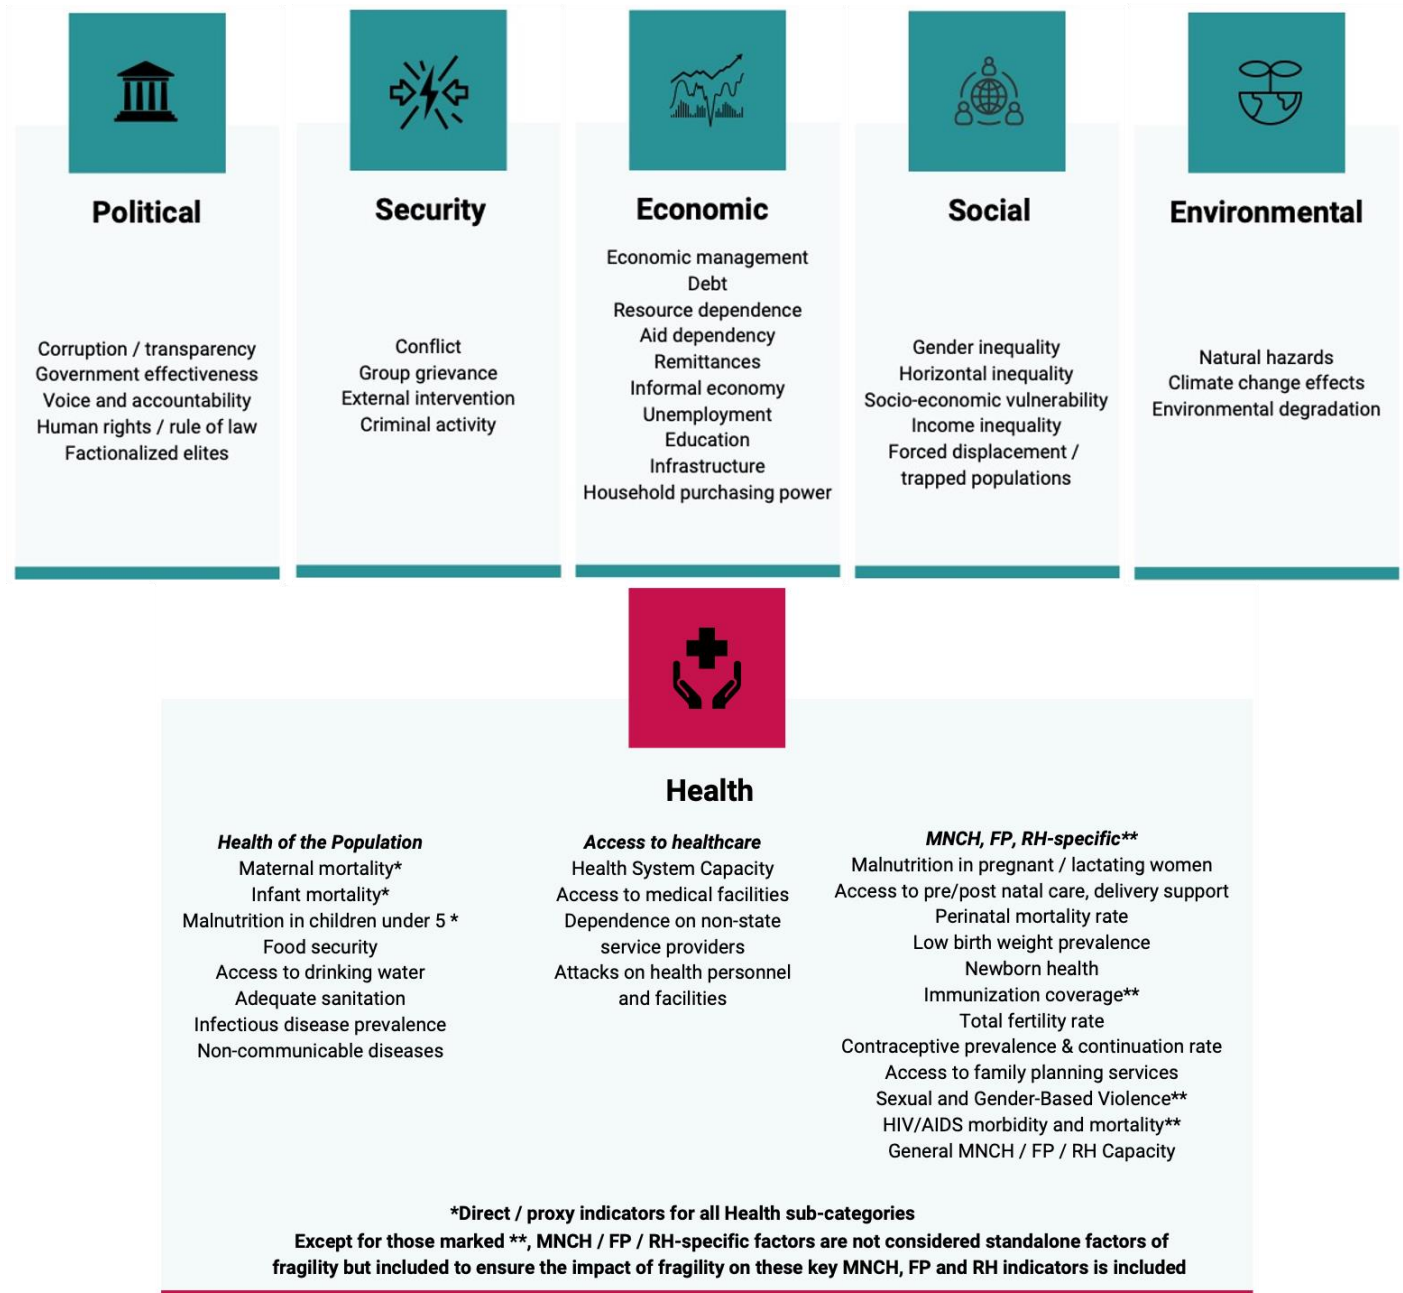 Political
Corruption / transparency
Government effectiveness
Voice and accountability
Human rights / rule of law
Factionalized elites
Security
Conflict
Group grievance
External intervention
Criminal activity
Economic
Economic management
Debt
Resource dependence
Aid dependency
Remittances
Informal economy
Unemployment
Education
Infrastructure
Household purchasing power
Social
Gender inequality
Horizontal inequality
Socio-economic vulnerability
Income inequality
Forced displacement /
trapped populations
Environmental
Natural hazards
Climate change effects
Environmental degradation
Health
Health of the Population
Maternal mortality*
Infant mortality*
Malnutrition in children under 5 *
Food security
Access to drinking water
Adequate sanitation
Infectious disease prevalence
Non-communicable diseases
Access to healthcare
Health System Capacity
Access to medical facilities
Dependence on non-state
service providers
Attacks on health personnel
and facilities
MNCH, FP, RH-specific**
Malnutrition in pregnant / lactating women
Access to pre/post natal care, delivery support
Perinatal mortality rate
Low birth weight prevalence
Newborn health
Immunization coverage**
Total fertility rate
Contraceptive prevalence & continuation rate
Access to family planning services
Sexual and Gender-Based Violence**
HIV/AIDS morbidity and mortality**
General MNCH / FP / RH Capacity
*Direct / proxy indicators for all Health sub-categories
Except for those marked **, MNCH / FP / RH-specific factors are not considered standalone factors of
fragility but included to ensure the impact of fragility on these key MNCH, FP and RH indicators is included